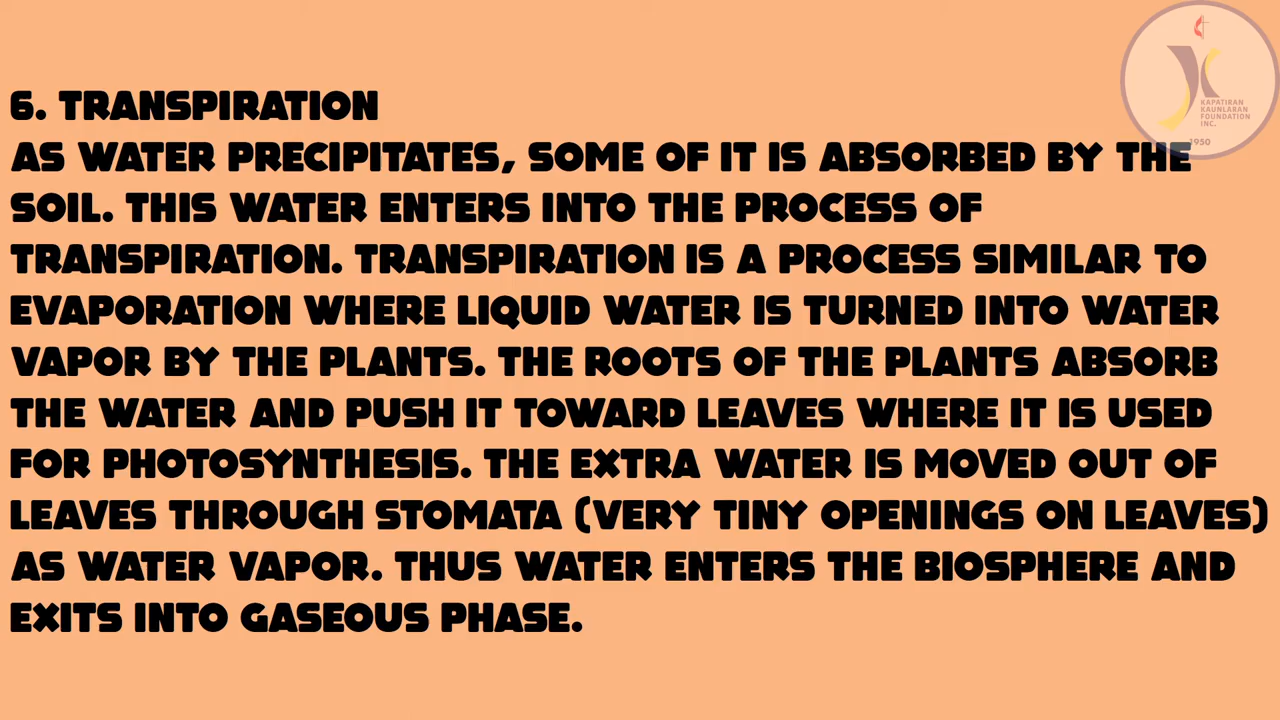 6. TRANSPIRATION
AS WATER PRECIPITATES, SOME OF IT IS ABSORBED BY THE
SOIL. THIS WATER ENTERS INTO THE PROCESS OF
TRANSPIRATION. TRANSPIRATION IS A PROCESS SIMILAR TO
EVAPORATION WHERE LIQUID WATER IS TURNED INTO WATER
VAPOR BY THE PLANTS. THE ROOTS OF THE PLANTS ABSORB
THE WATER AND PUSH IT TOWARD LEAVES WHERE IT IS USED
FOR PHOTOSYNTHESIS. THE EXTRA WATER IS MOVED OUT OF
LEAVES THROUGH STOMATA (VERY TINY OPENINGS ON LEAVES)
AS WATER VAPOR. THUS WATER ENTERS THE BIOSPHERE AND
EXITS INTO GASEOUS PHASE.
KAPATIRAN
KAUNLARAN
FOUNDATION
INC.
1950